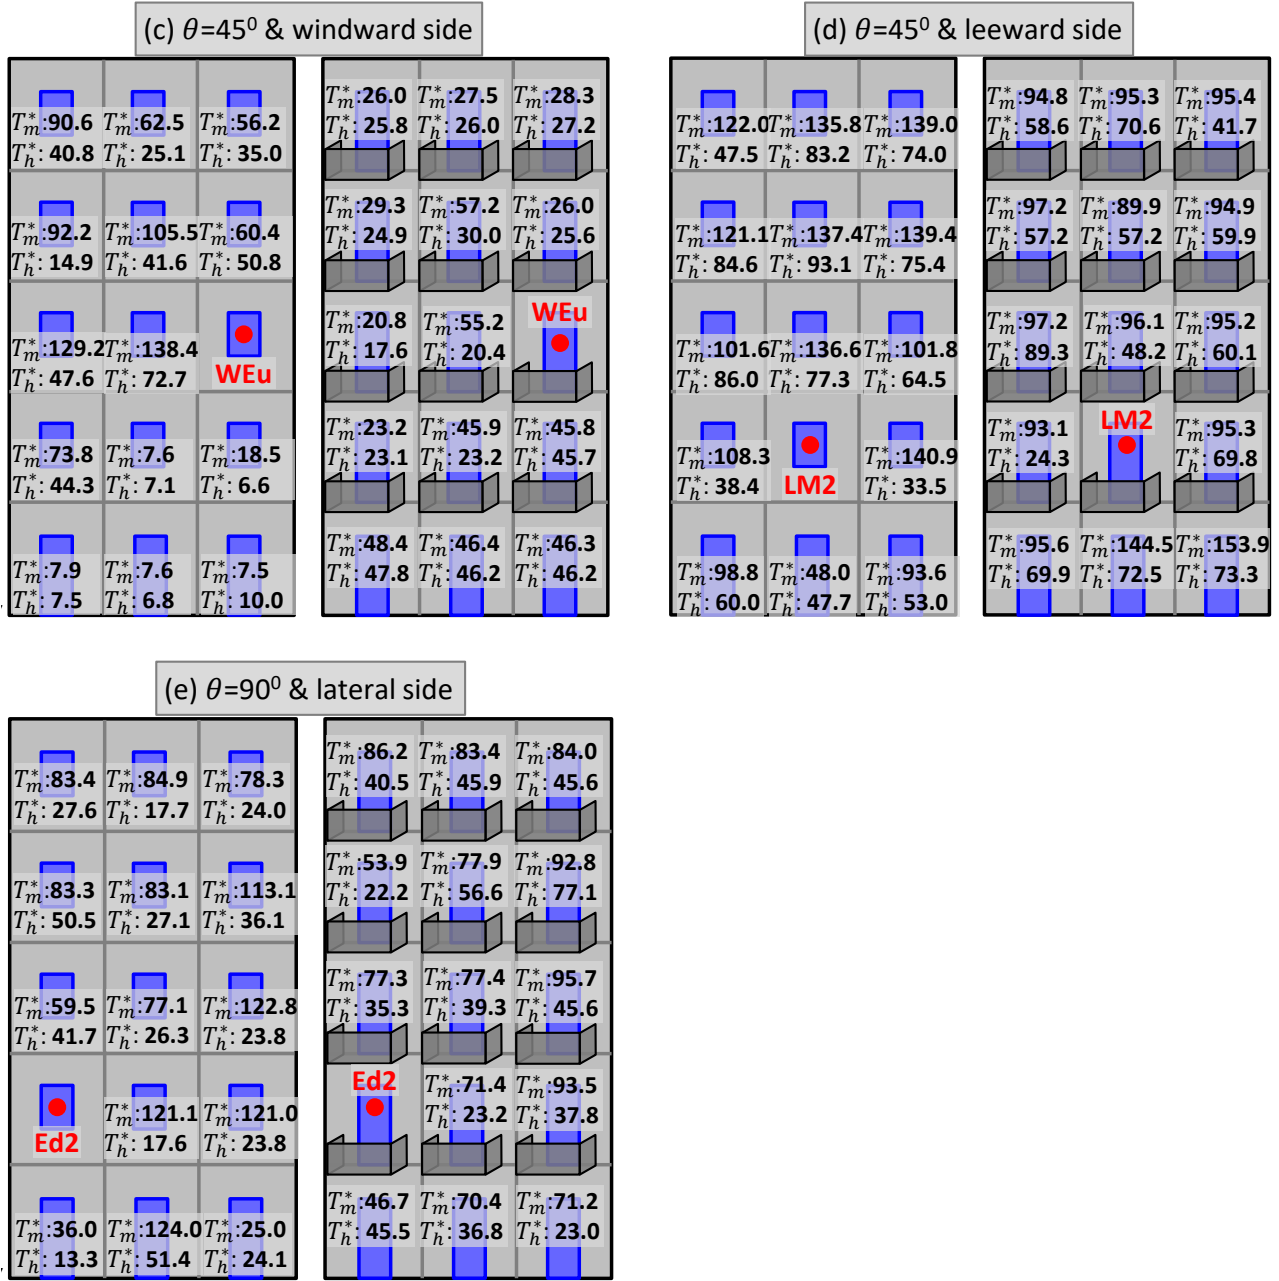 (c) θ=45⁰ & windward side
T*m:90.6 T*m:62.5 T*m:56.2
T*h: 40.8 T*h: 25.1 T*h: 35.0
T*m:92.2 T*m:105.5 T*m:60.4
T*h: 14.9 T*h: 41.6 T*h: 50.8
T*m:129.2 T*m:138.4
T*h: 47.6 T*h: 72.7
WEu
T*m:73.8 T*m:7.6 T*m:18.5
T*h: 44.3 T*h: 7.1 T*h: 6.6
T*m:7.9 T*m:7.6 T*m:7.5
T*h: 7.5 T*h: 6.8 T*h: 10.0
T*m:26.0 T*m:27.5 T*m:28.3
T*h: 25.8 T*h: 26.0 T*h: 27.2
T*m:29.3 T*m:57.2 T*m:26.0
T*h: 24.9 T*h: 30.0 T*h: 25.6
WEu
T*m:20.8 T*m:55.2
T*h: 17.6 T*h: 20.4
T*m:23.2 T*m:45.9 T*m:45.8
T*h: 23.1 T*h: 23.2 T*h: 45.7
T*m:48.4 T*m:46.4 T*m:46.3
T*h: 47.8 T*h: 46.2 T*h: 46.2
(d) θ=45⁰ & leeward side
T*m:122.0 T*m:135.8 T*m:139.0
T*h: 47.5 T*h: 83.2 T*h: 74.0
T*m:121.1 T*m:137.4 T*m:139.4
T*h: 84.6 T*h: 93.1 T*h: 75.4
T*m:101.6 T*m:136.6 T*m:101.8
T*h: 86.0 T*h: 77.3 T*h: 64.5
T*m:108.3 T*m:140.9
T*h: 38.4 LM2 T*h: 33.5
T*m:98.8 T*m:48.0 T*m:93.6
T*h: 60.0 T*h: 47.7 T*h: 53.0
T*m:94.8 T*m:95.3 T*m:95.4
T*h: 58.6 T*h: 70.6 T*h: 41.7
T*m:97.2 T*m:89.9 T*m:94.9
T*h: 57.2 T*h: 57.2 T*h: 59.9
T*m:97.2 T*m:96.1 T*m:95.2
T*h: 89.3 T*h: 48.2 T*h: 60.1
LM2
T*m:93.1 T*m:95.3
T*h: 24.3 T*h: 69.8
T*m:95.6 T*m:144.5 T*m:153.9
T*h: 69.9 T*h: 72.5 T*h: 73.3
(e) θ=90⁰ & lateral side
T*m:83.4 T*m:84.9 T*m:78.3
T*h: 27.6 T*h: 17.7 T*h: 24.0
T*m:83.3 T*m:83.1 T*m:113.1
T*h: 50.5 T*h: 27.1 T*h: 36.1
T*m:59.5 T*m:77.1 T*m:122.8
T*h: 41.7 T*h: 26.3 T*h: 23.8
T*m:121.1 T*m:121.0
Ed2 T*h: 17.6 T*h: 23.8
T*m:36.0 T*m:124.0 T*m:25.0
T*h: 13.3 T*h: 51.4 T*h: 24.1
T*m:86.2 T*m:83.4 T*m:84.0
T*h: 40.5 T*h: 45.9 T*h: 45.6
T*m:53.9 T*m:77.9 T*m:92.8
T*h: 22.2 T*h: 56.6 T*h: 77.1
T*m:77.3 T*m:77.4 T*m:95.7
T*h: 35.3 T*h: 39.3 T*h: 45.6
Ed2 T*m:71.4 T*m:93.5
T*h: 23.2 T*h: 37.8
T*m:46.7 T*m:70.4 T*m:71.2
T*h: 45.5 T*h: 36.8 T*h: 23.0